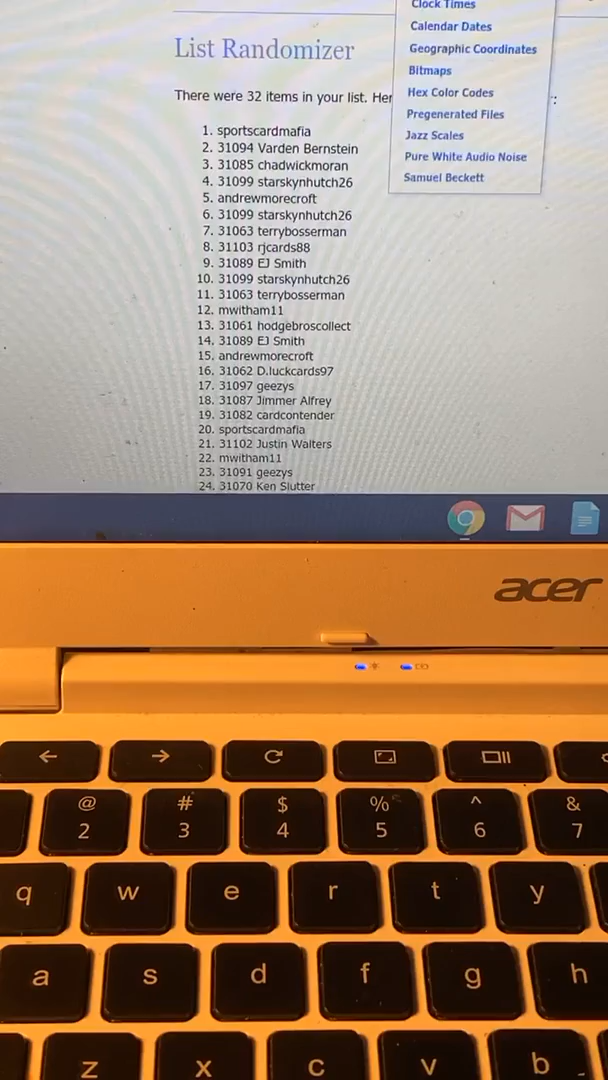 Clock Times
Calendar Dates
List Randomizer
Geographic Coordinates
Bitmaps
There were 32 items in your list. Her
Hex Color Codes
Pregenerated Files
Jazz Scales
Pure White Audio Noise
Samuel Beckett
1. sportscardmafia
2. 31094 Varden Bernstein
3. 31085 chadwickmoran
4. 31099 starskynhutch26
5. andrewmorecroft
6. 31099 starskynhutch26
7. 31063 terrybosserman
8. 31103 rjcards88
9. 31089 EJ Smith
10. 31099 starskynhutch26
11. 31063 terrybosserman
12. mwitham11
13. 31061 hodgebroscollect
14. 31089 EJ Smith
15. andrewmorecroft
16. 31062 D.luckcards97
17. 31097 geezys
18. 31087 Jimmer Alfrey
19. 31082 cardcontender
20. sportscardmafia
21. 31102 Justin Walters
22. mwitham11
23. 31091 geezys
24. 31070 Ken Slutter
acer
@ # $ % ^ &
2 3 4 5 6 7
q w e r t y
a s d f g h
z x c v b